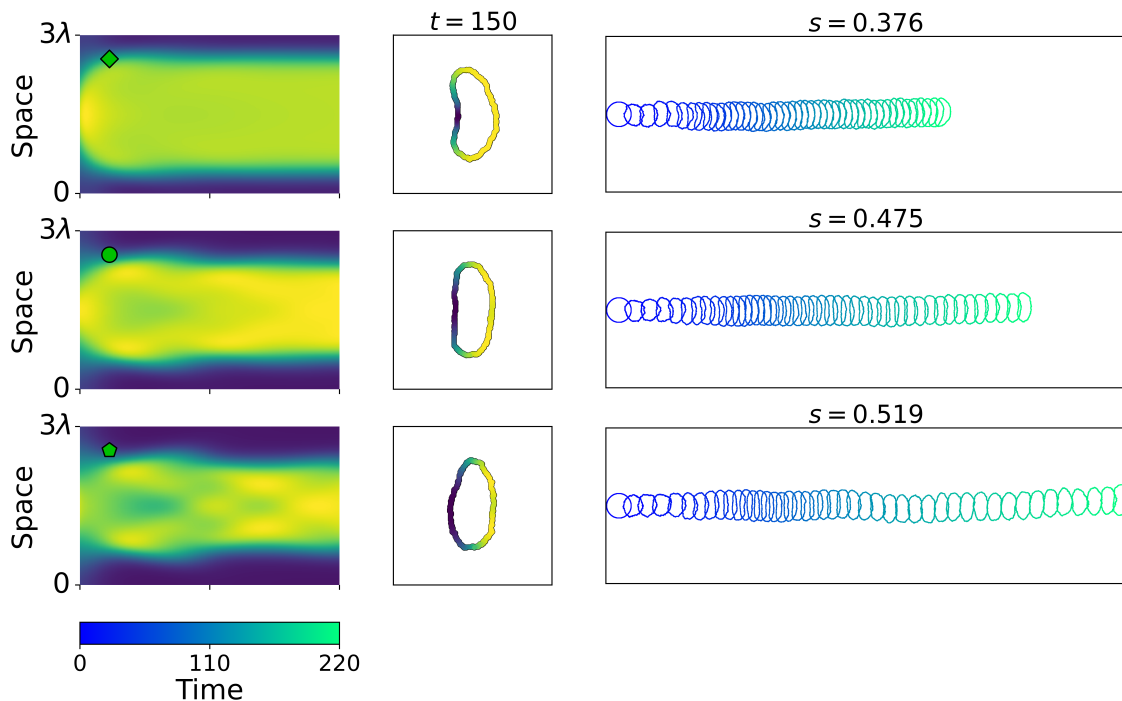 t = 150
s = 0.376
3λ
Space
0
s = 0.475
3λ
Space
0
s = 0.519
3λ
Space
0
0 110 220
Time